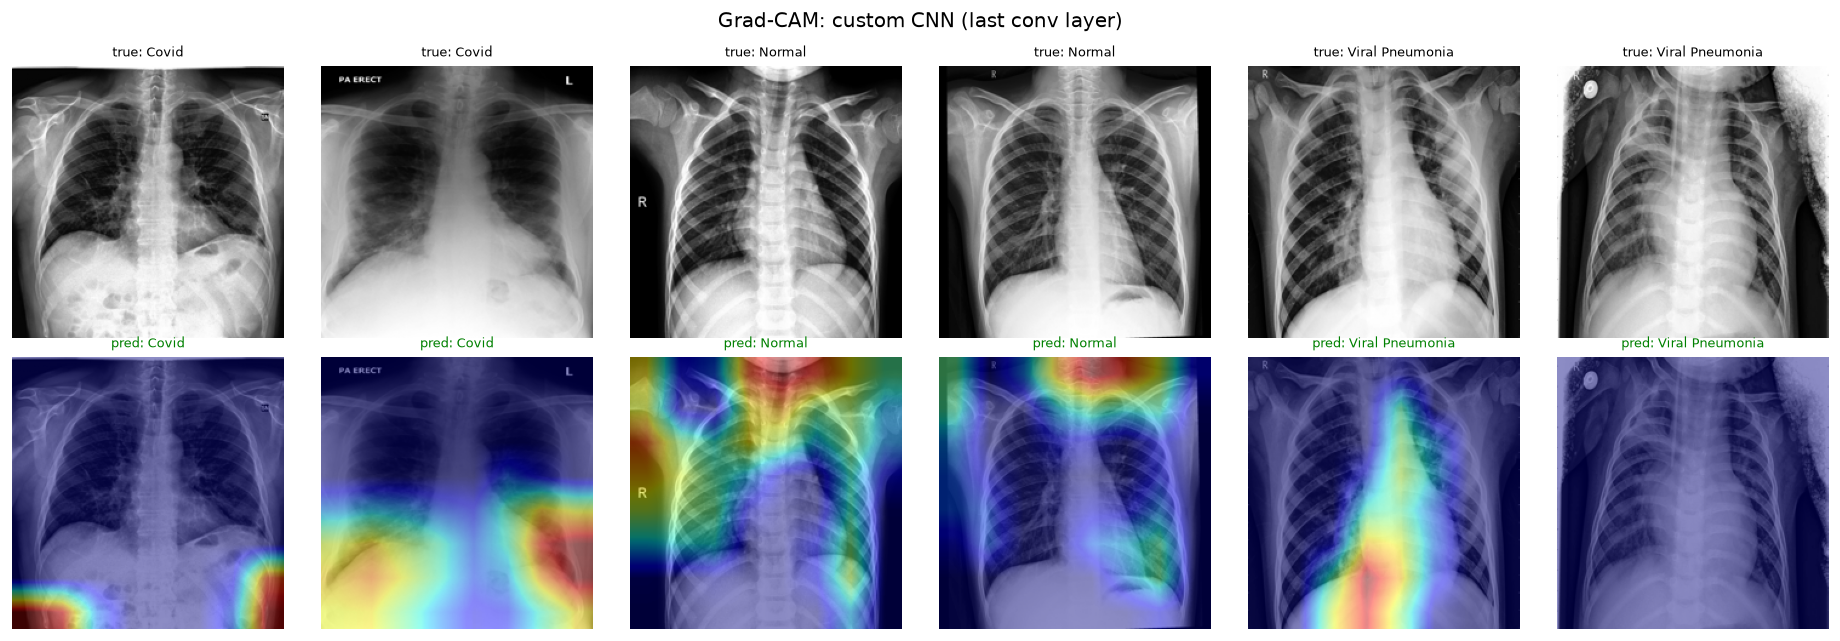 Grad-CAM: custom CNN (last conv layer)
true: Covid
true: Covid
true: Normal
true: Normal
true: Viral Pneumonia
true: Viral Pneumonia
PA ERECT
L
R
R
R
R
pred: Covid
pred: Covid
pred: Normal
pred: Normal
pred: Viral Pneumonia
pred: Viral Pneumonia
PA ERECT
L
R
R
R